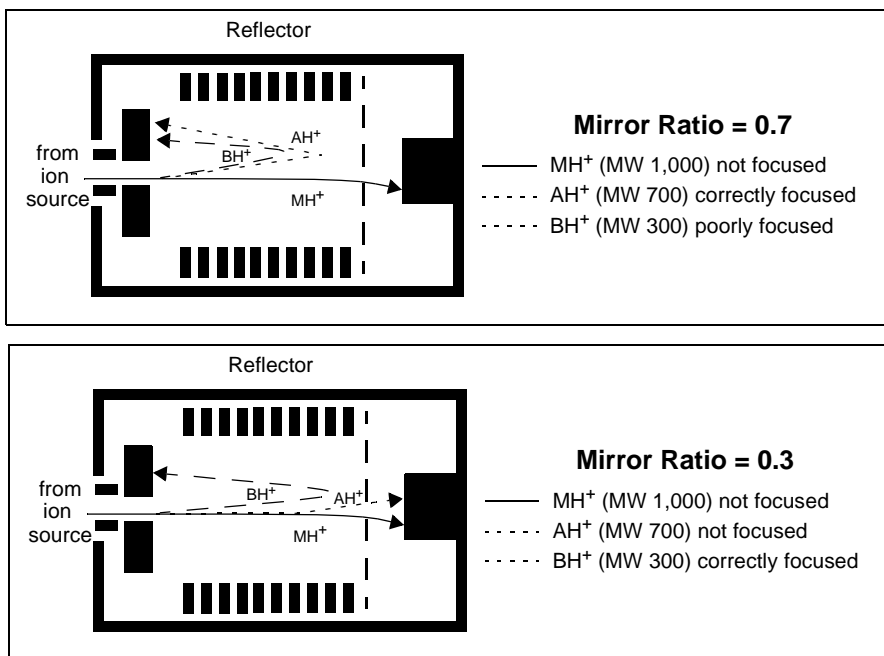 Reflector
from
ion
source
AH+
BH+
MH+
Mirror Ratio = 0.7
MH+ (MW 1,000) not focused
AH+ (MW 700) correctly focused
BH+ (MW 300) poorly focused
Reflector
from
ion
source
BH+
AH+
MH+
Mirror Ratio = 0.3
MH+ (MW 1,000) not focused
AH+ (MW 700) not focused
BH+ (MW 300) correctly focused